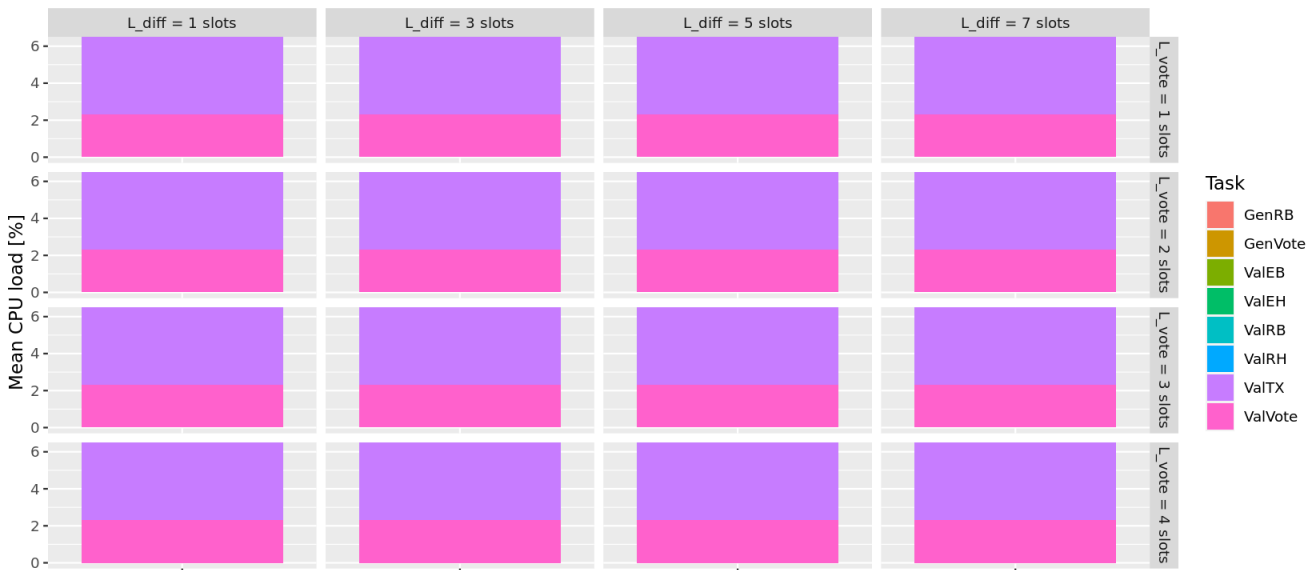 L_diff = 1 slots
L_diff = 3 slots
L_diff = 5 slots
L_diff = 7 slots
Mean CPU load [%]
6
4
2
0
L_vote = 1 slots
6
4
2
0
L_vote = 2 slots
6
4
2
0
L_vote = 3 slots
6
4
2
0
L_vote = 4 slots
Task
GenRB
GenVote
ValEB
ValEH
ValRB
ValRH
ValTX
ValVote